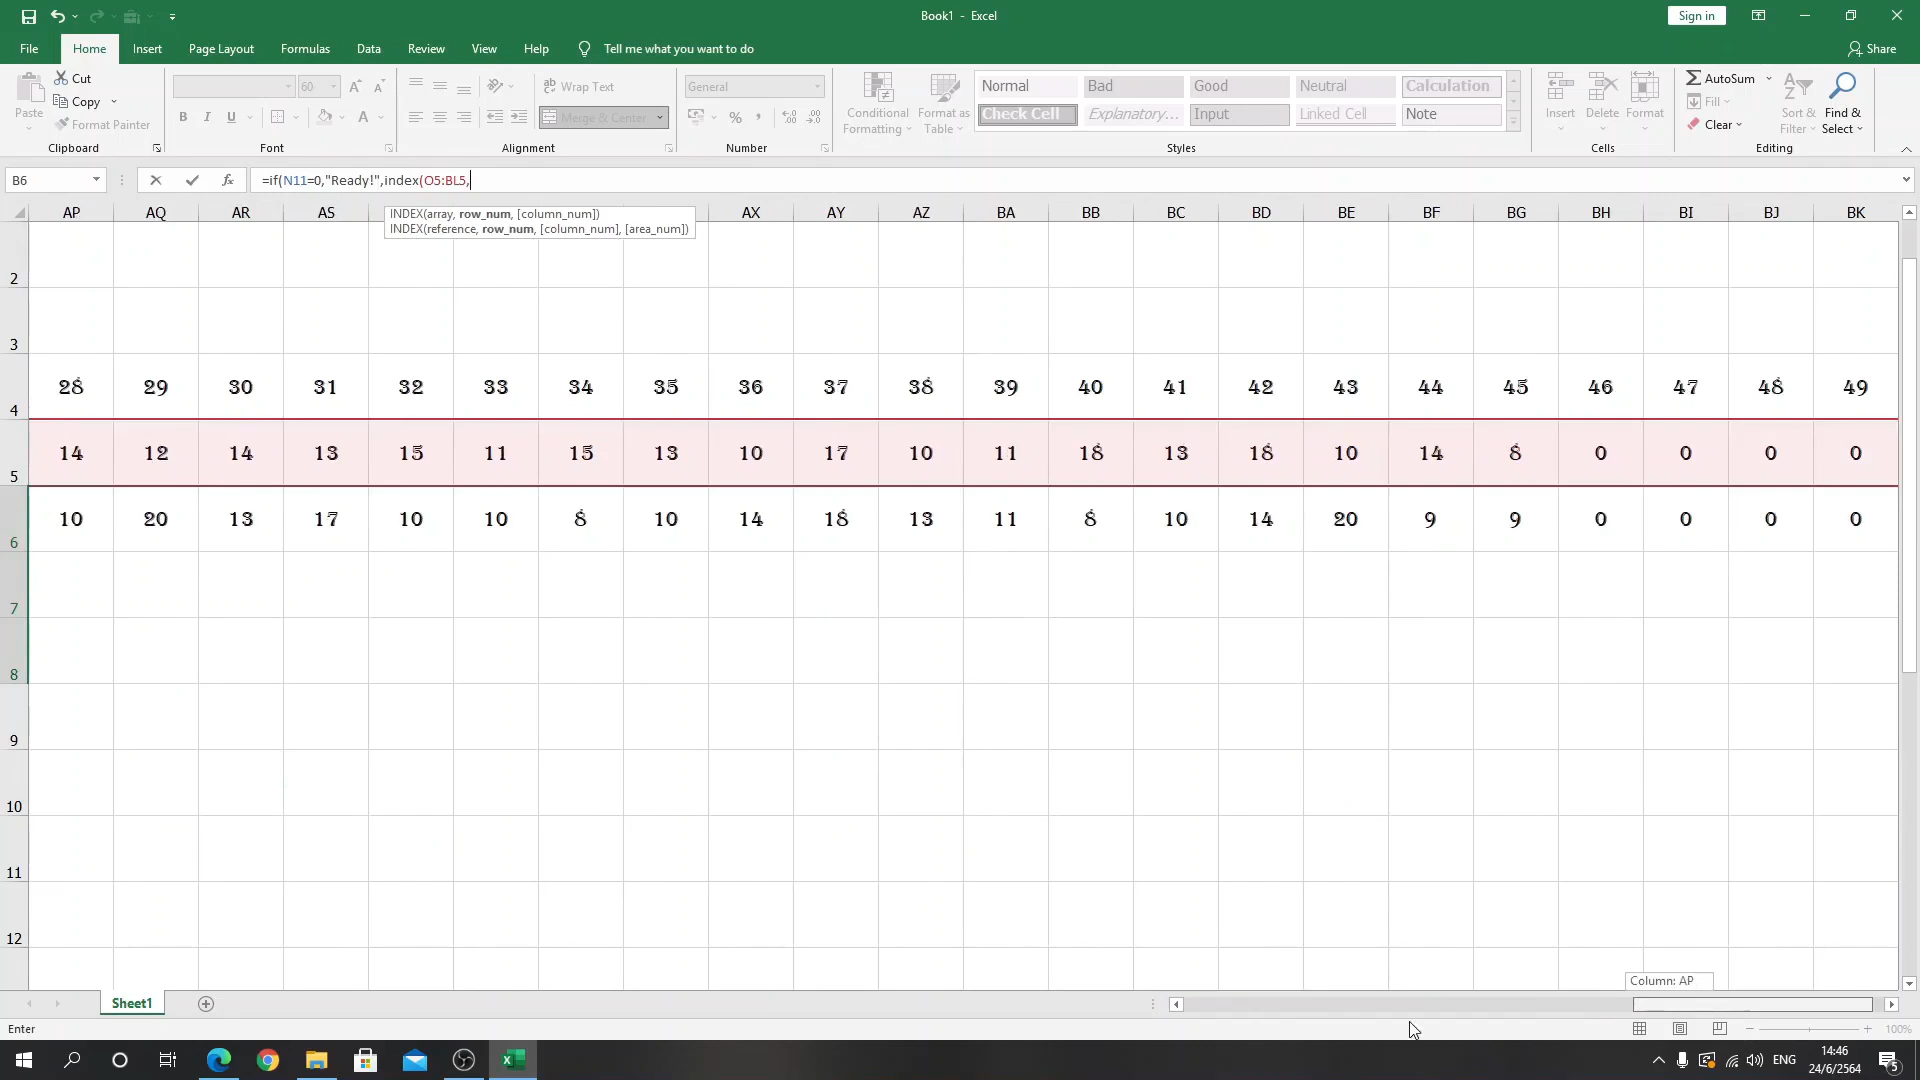 Book1 - Excel
Sign in
File Home Insert Page Layout Formulas Data Review View Help Tell me what you want to do Share
Paste
Cut
Copy
Format Painter
Clipboard
60
B I U A
Font
Wrap Text
Merge & Center
Alignment
General
%
Number
Conditional Formatting
Format as Table
Normal Bad Good Neutral Calculation
Check Cell Explanatory... Input Linked Cell Note
Styles
Insert Delete Format
Cells
AutoSum
Fill
Clear
Sort & Filter
Find & Select
Editing
B6 fx =if(N11=0,"Ready!",index(O5:BL5,
INDEX(array, row_num, [column_num])
INDEX(reference, row_num, [column_num], [area_num])
AP AQ AR AS AX AY AZ BA BB BC BD BE BF BG BH BI BJ BK
2
3
4 28 29 30 31 32 33 34 35 36 37 38 39 40 41 42 43 44 45 46 47 48 49
5 14 12 14 13 15 11 15 13 10 17 10 11 18 13 18 10 14 8 0 0 0 0
6 10 20 13 17 10 10 8 10 14 18 13 11 8 10 14 20 9 9 0 0 0 0
7
8
9
10
11
12
Column: AP
Sheet1
Enter
100%
ENG
14:46
24/6/2564
5